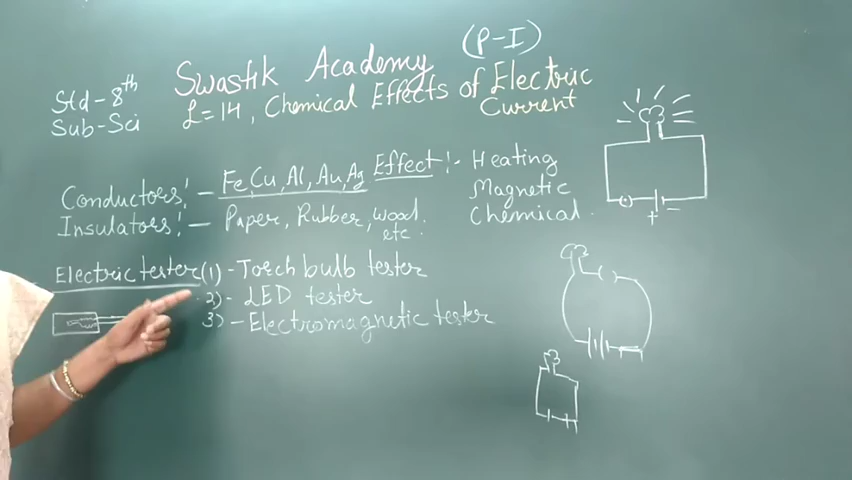 Swastik Academy (P-I)
Std-8th
Sub-Sci
L=14, Chemical Effects of Electric
Current
Conductors:- Fe, Cu, Al, Au, Ag
Insulators:- Paper, Rubber, wood
etc.
Effect:- Heating
Magnetic
Chemical.
+ -
Electric tester (1) - Torch bulb tester
2) - LED tester
3) - Electromagnetic tester